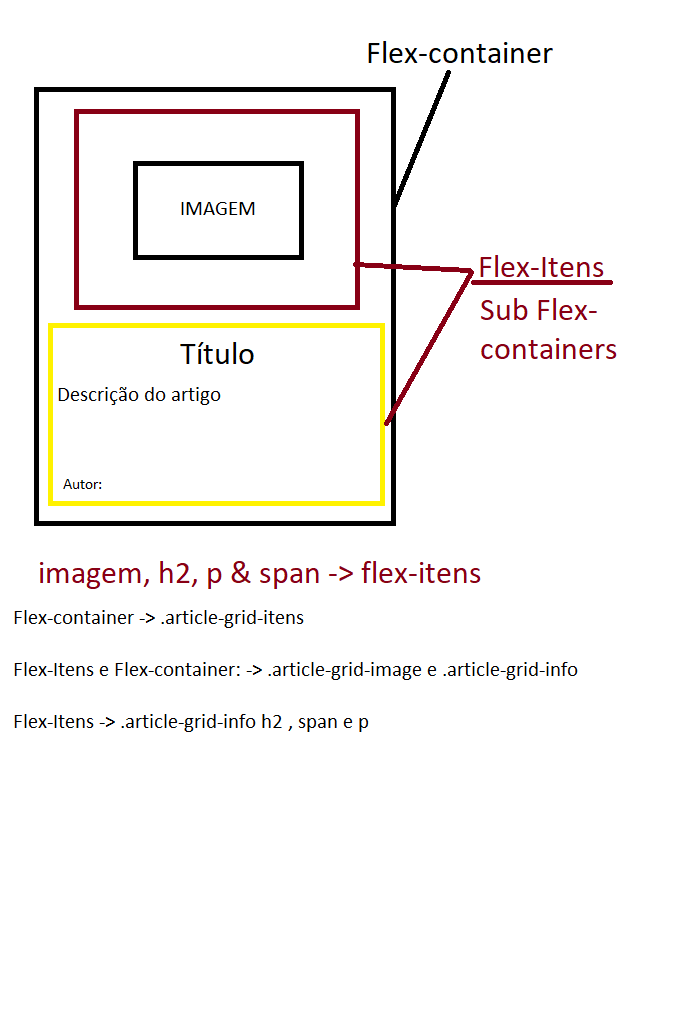 Flex-container
IMAGEM
Flex-Itens
Sub Flex-
containers
Título
Descrição do artigo
Autor:
imagem, h2, p & span -> flex-itens
Flex-container -> .article-grid-itens
Flex-Itens e Flex-container: -> .article-grid-image e .article-grid-info
Flex-Itens -> .article-grid-info h2 , span e p